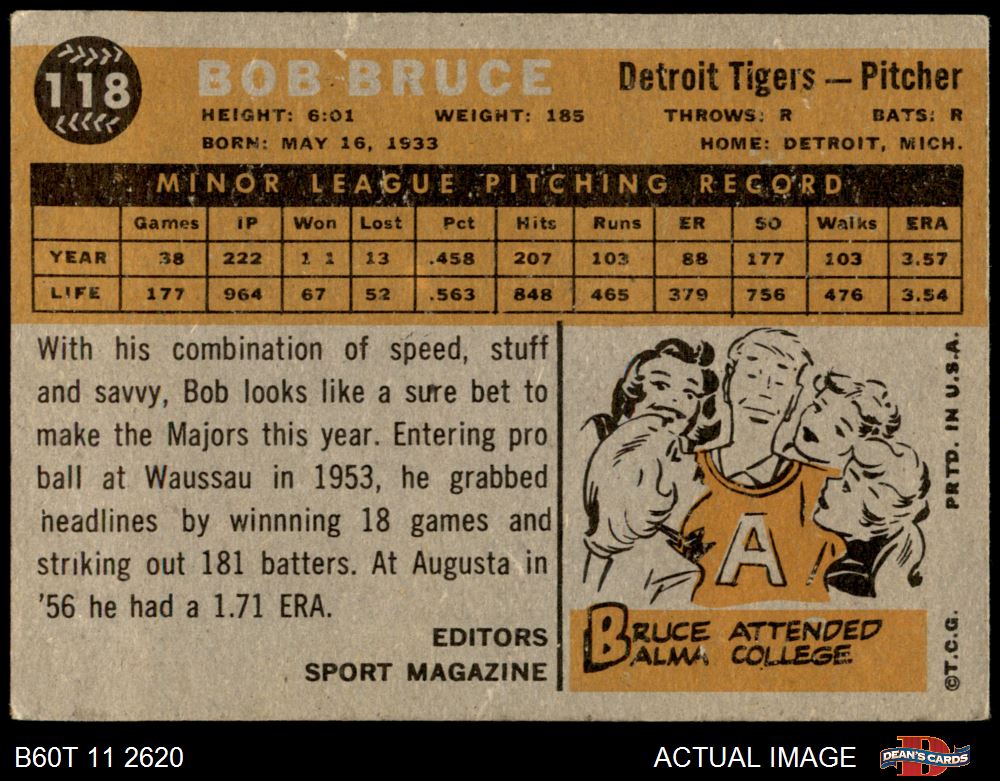 118
BOB BRUCE
Detroit Tigers — Pitcher
HEIGHT: 6:01 WEIGHT: 185 THROWS: R BATS: R
BORN: MAY 16, 1933 HOME: DETROIT, MICH.
MINOR LEAGUE PITCHING RECORD
Games IP Won Lost Pct Hits Runs ER SO Walks ERA
YEAR 38 222 11 13 .458 207 103 88 177 103 3.57
LIFE 177 964 67 52 .563 848 465 379 756 476 3.54
With his combination of speed, stuff
and savvy, Bob looks like a sure bet to
make the Majors this year. Entering pro
ball at Waussau in 1953, he grabbed
headlines by winnning 18 games and
striking out 181 batters. At Augusta in
'56 he had a 1.71 ERA.
EDITORS
SPORT MAGAZINE
A
BRUCE ATTENDED
ALMA COLLEGE
PRTD. IN U.S.A.
©T.C.G.
B60T 11 2620
ACTUAL IMAGE
D
DEAN'S CARDS